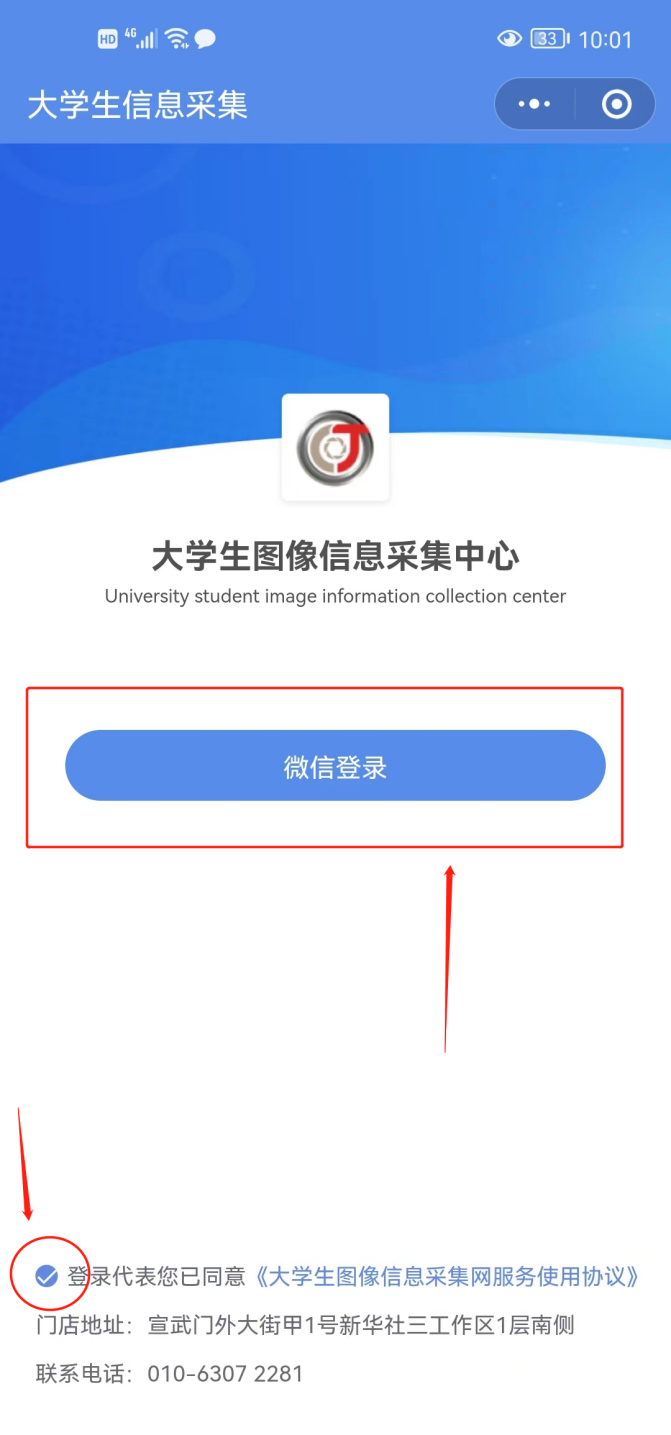 HD 4G 33 10:01
大学生信息采集
大学生图像信息采集中心
University student image information collection center
微信登录
登录代表您已同意《大学生图像信息采集网服务使用协议》
门店地址：宣武门外大街甲1号新华社三工作区1层南侧
联系电话：010-6307 2281